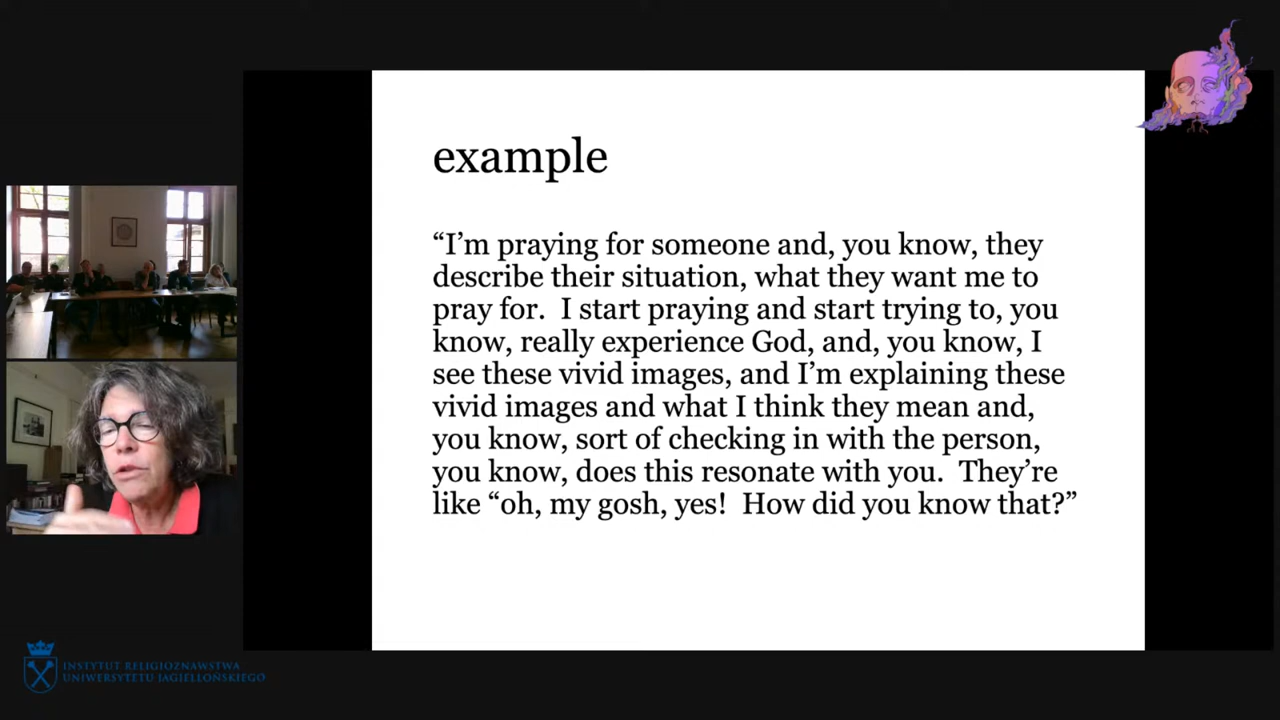 example
“I’m praying for someone and, you know, they
describe their situation, what they want me to
pray for.  I start praying and start trying to, you
know, really experience God, and, you know, I
see these vivid images, and I’m explaining these
vivid images and what I think they mean and,
you know, sort of checking in with the person,
you know, does this resonate with you.  They’re
like “oh, my gosh, yes!  How did you know that?”
INSTYTUT RELIGIOZNAWSTWA
UNIWERSYTETU JAGIELLOŃSKIEGO